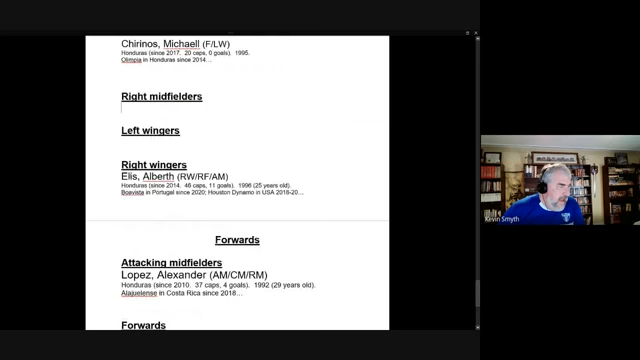 Chirinos, Michaell (F/LW)
Honduras (since 2017. 20 caps, 0 goals). 1995.
Olimpia in Honduras since 2014…
Right midfielders
Left wingers
Right wingers
Elis, Alberth (RW/RF/AM)
Honduras (since 2014. 46 caps, 11 goals). 1996 (25 years old).
Boavista in Portugal since 2020; Houston Dynamo in USA 2018-20…
Forwards
Attacking midfielders
Lopez, Alexander (AM/CM/RM)
Honduras (since 2010. 37 caps, 4 goals). 1992 (29 years old).
Alajuelense in Costa Rica since 2018…
Forwards
Kevin Smyth